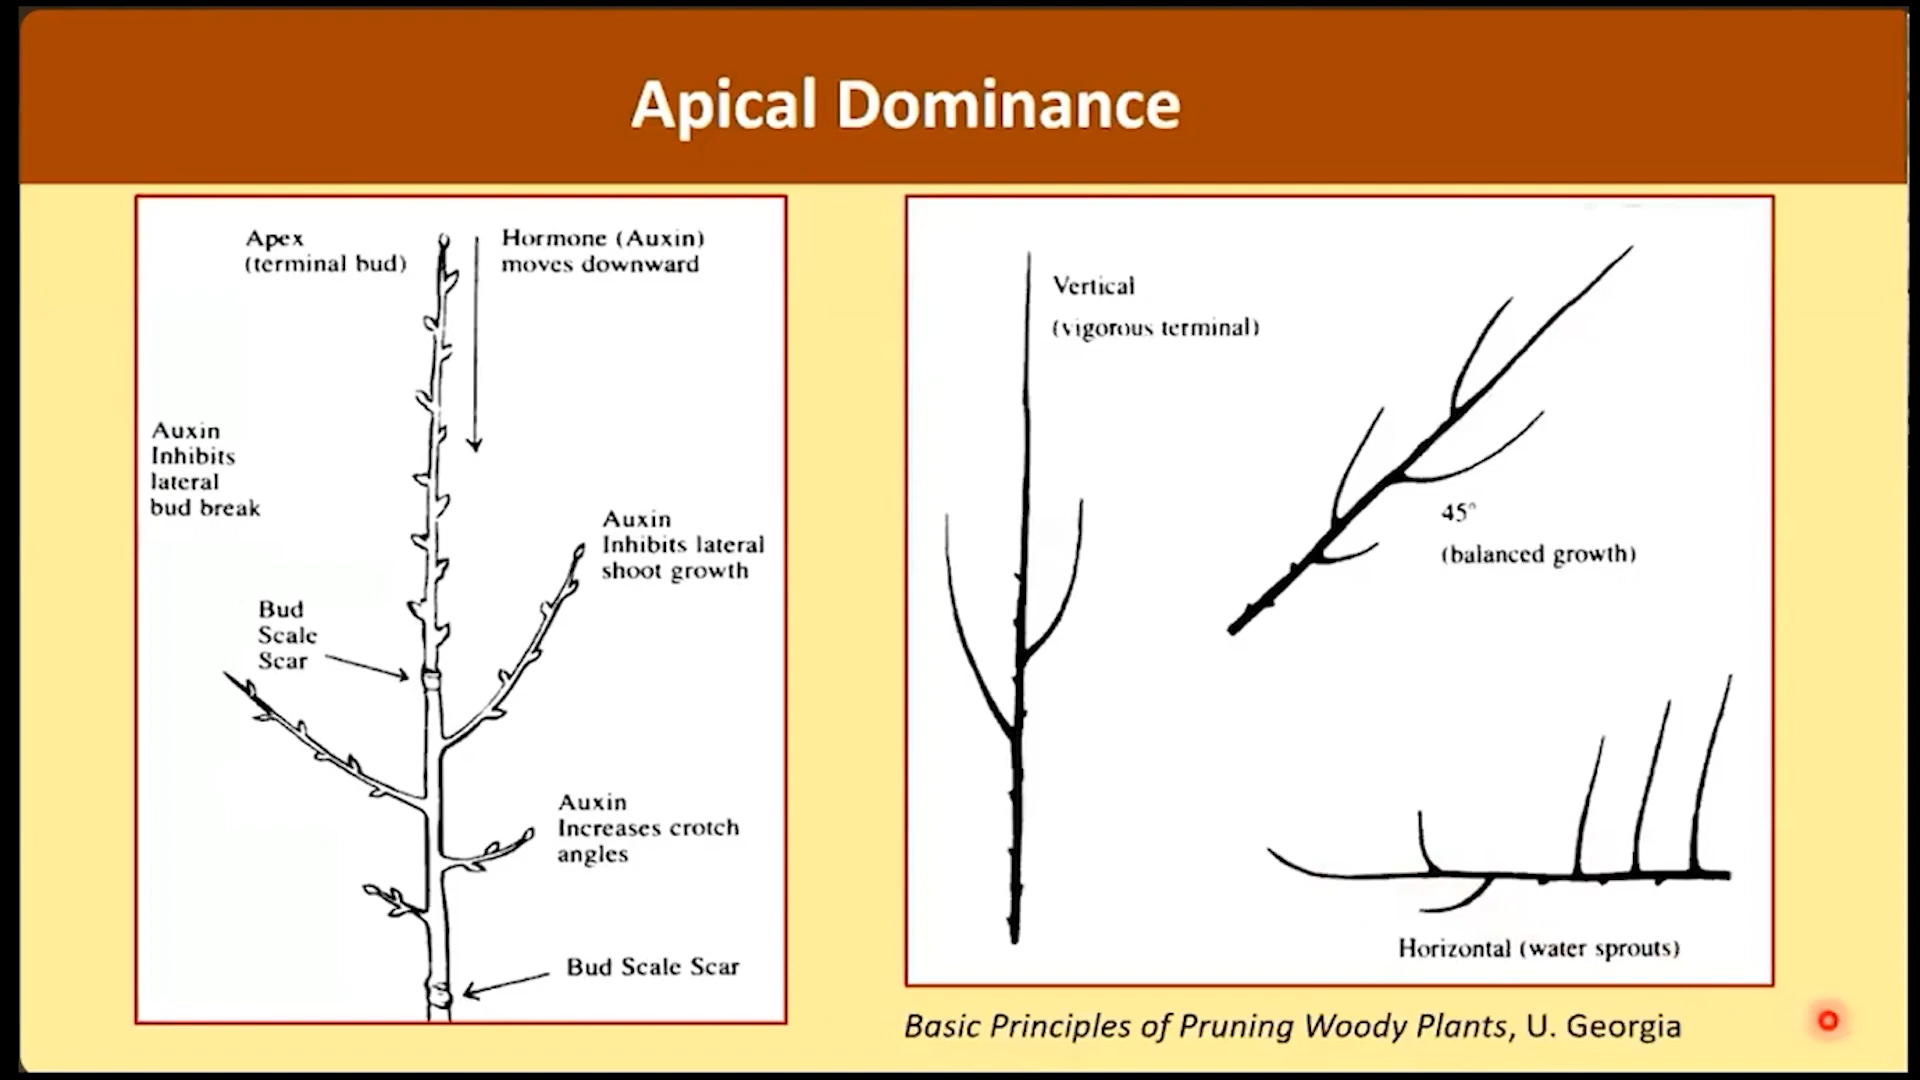 Apical Dominance
Apex
(terminal bud)
Hormone (Auxin)
moves downward
Auxin
Inhibits
lateral
bud break
Auxin
Inhibits lateral
shoot growth
Bud
Scale
Scar
Auxin
Increases crotch
angles
Bud Scale Scar
Vertical
(vigorous terminal)
45°
(balanced growth)
Horizontal (water sprouts)
Basic Principles of Pruning Woody Plants, U. Georgia